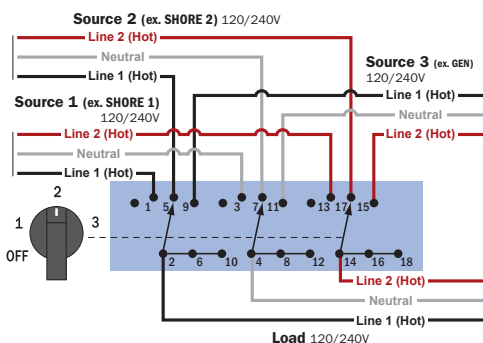 Source 2 (ex. SHORE 2) 120/240V
Line 2 (Hot)
Neutral
Line 1 (Hot)
Source 3 (ex. GEN)
120/240V
Line 1 (Hot)
Neutral
Line 2 (Hot)
Source 1 (ex. SHORE 1)
120/240V
Line 2 (Hot)
Neutral
Line 1 (Hot)
1 5 9 3 7 11 13 17 15
2
1 3
OFF
2 6 10 4 8 12 14 16 18
Line 2 (Hot)
Neutral
Line 1 (Hot)
Load 120/240V